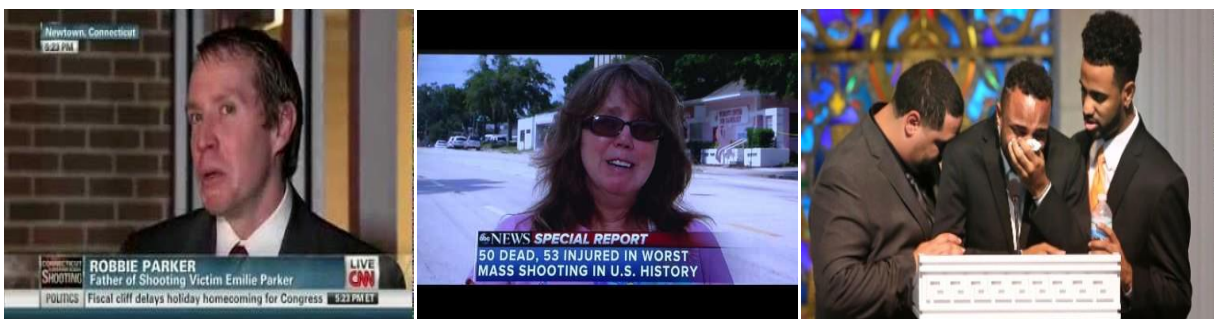 Newtown, Connecticut
5:23 PM
CONNECTICUT
SHOOTING
ROBBIE PARKER
Father of Shooting Victim Emilie Parker
LIVE
CNN
POLITICS
Fiscal cliff delays holiday homecoming for Congress
5:23 PM ET
abc NEWS SPECIAL REPORT
50 DEAD, 53 INJURED IN WORST
MASS SHOOTING IN U.S. HISTORY